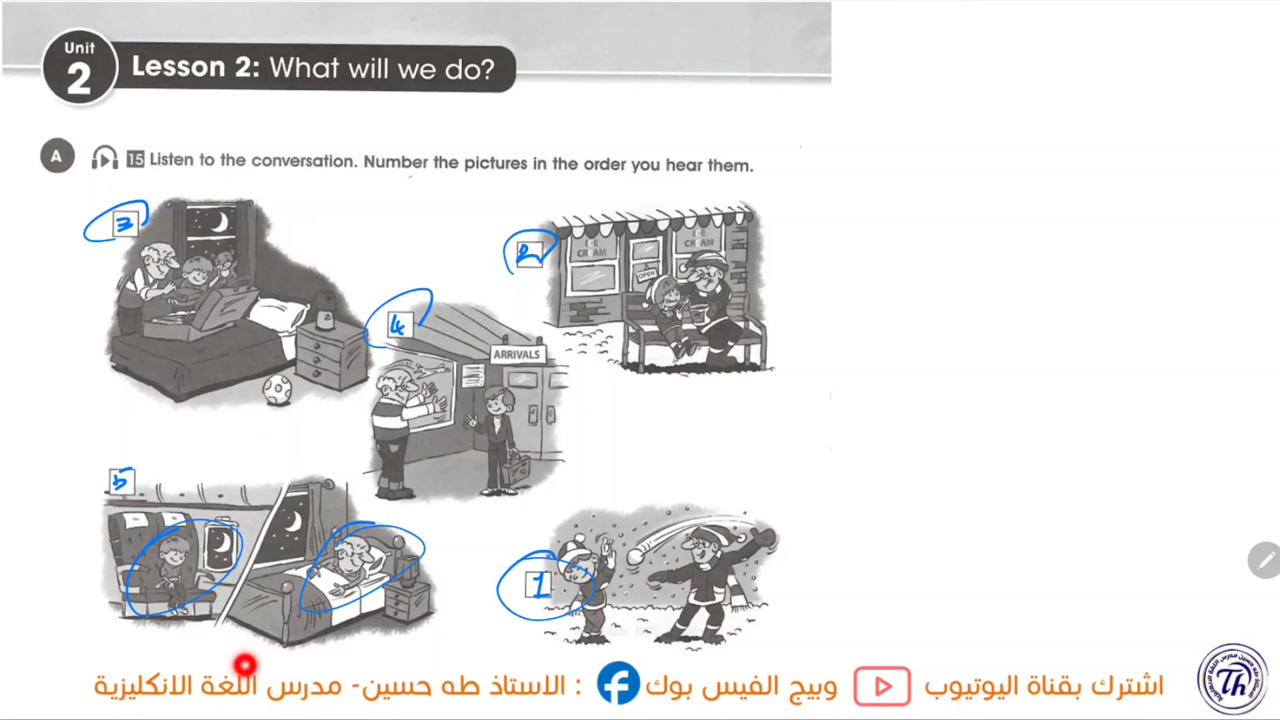 Unit
2
Lesson 2: What will we do?
A
15 Listen to the conversation. Number the pictures in the order you hear them.
3
2
ICE
CREAM
ICE
CREAM
OPEN
4
ARRIVALS
5
1
اشترك بقناة اليوتيوب وبيج الفيس بوك : الاستاذ طه حسين- مدرس اللغة الانكليزية
Th